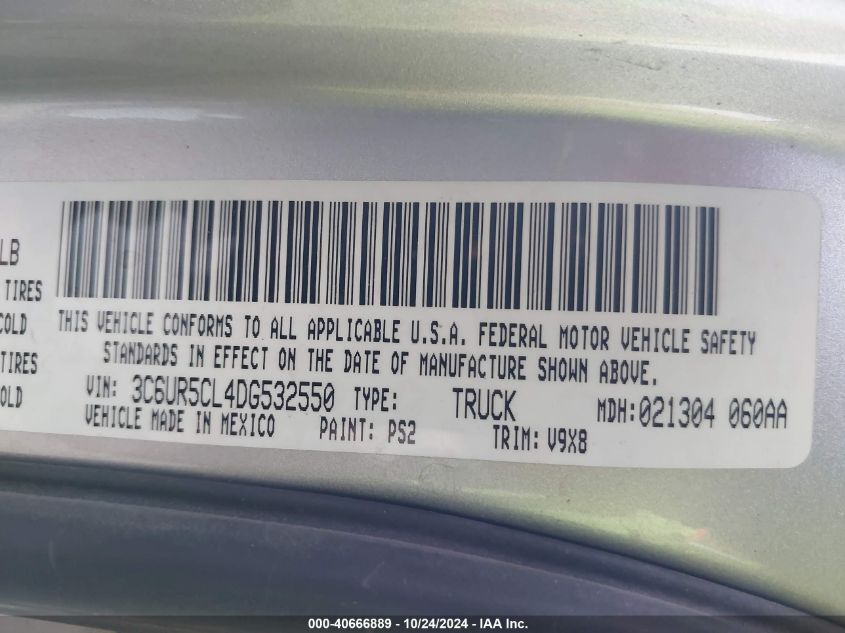 LB
TIRES
COLD
TIRES
OLD
THIS VEHICLE CONFORMS TO ALL APPLICABLE U.S.A. FEDERAL MOTOR VEHICLE SAFETY
STANDARDS IN EFFECT ON THE DATE OF MANUFACTURE SHOWN ABOVE.
VIN: 3C6UR5CL4DG532550 TYPE: TRUCK MDH:021304 060AA
VEHICLE MADE IN MEXICO PAINT: PS2 TRIM: V9X8
000-40666889 - 10/24/2024 - IAA Inc.